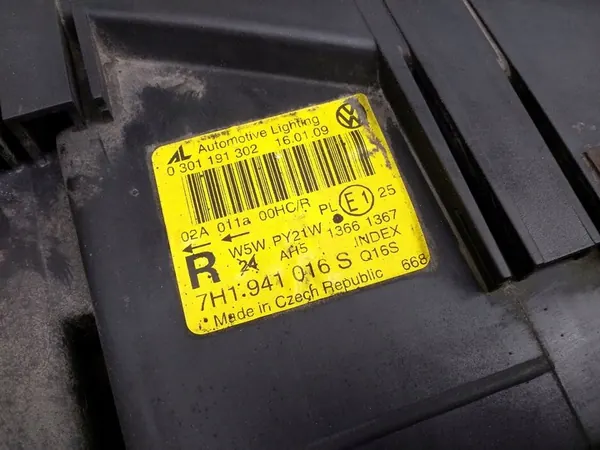 AL Automotive Lighting
0 301 191 302 16.01.09
02A 011a 00HC/R PL E1 25
W5W PY21W 1366 1367
R 24 AH5 INDEX
7H1.941 016 S Q16S
Made in Czech Republic 668